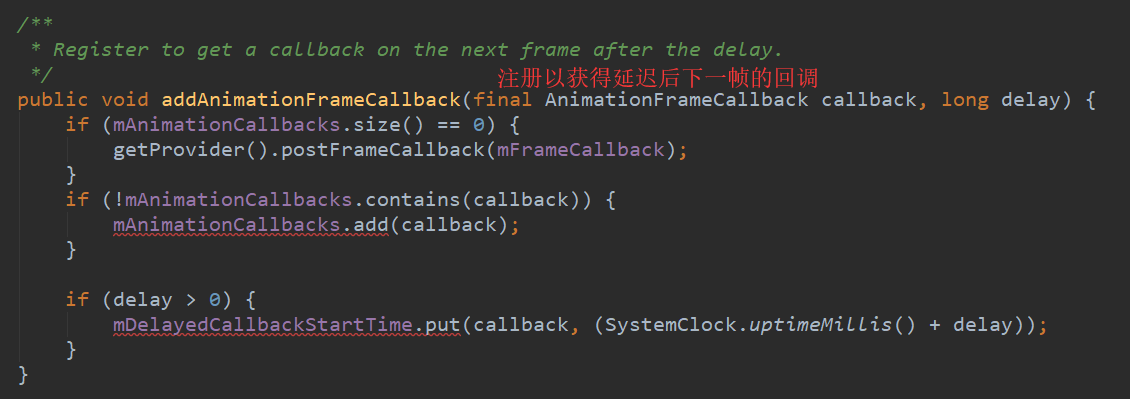 /**
 * Register to get a callback on the next frame after the delay.
 */
注册以获得延迟后下一帧的回调
public void addAnimationFrameCallback(final AnimationFrameCallback callback, long delay) {
    if (mAnimationCallbacks.size() == 0) {
        getProvider().postFrameCallback(mFrameCallback);
    }
    if (!mAnimationCallbacks.contains(callback)) {
        mAnimationCallbacks.add(callback);
    }

    if (delay > 0) {
        mDelayedCallbackStartTime.put(callback, (SystemClock.uptimeMillis() + delay));
    }
}